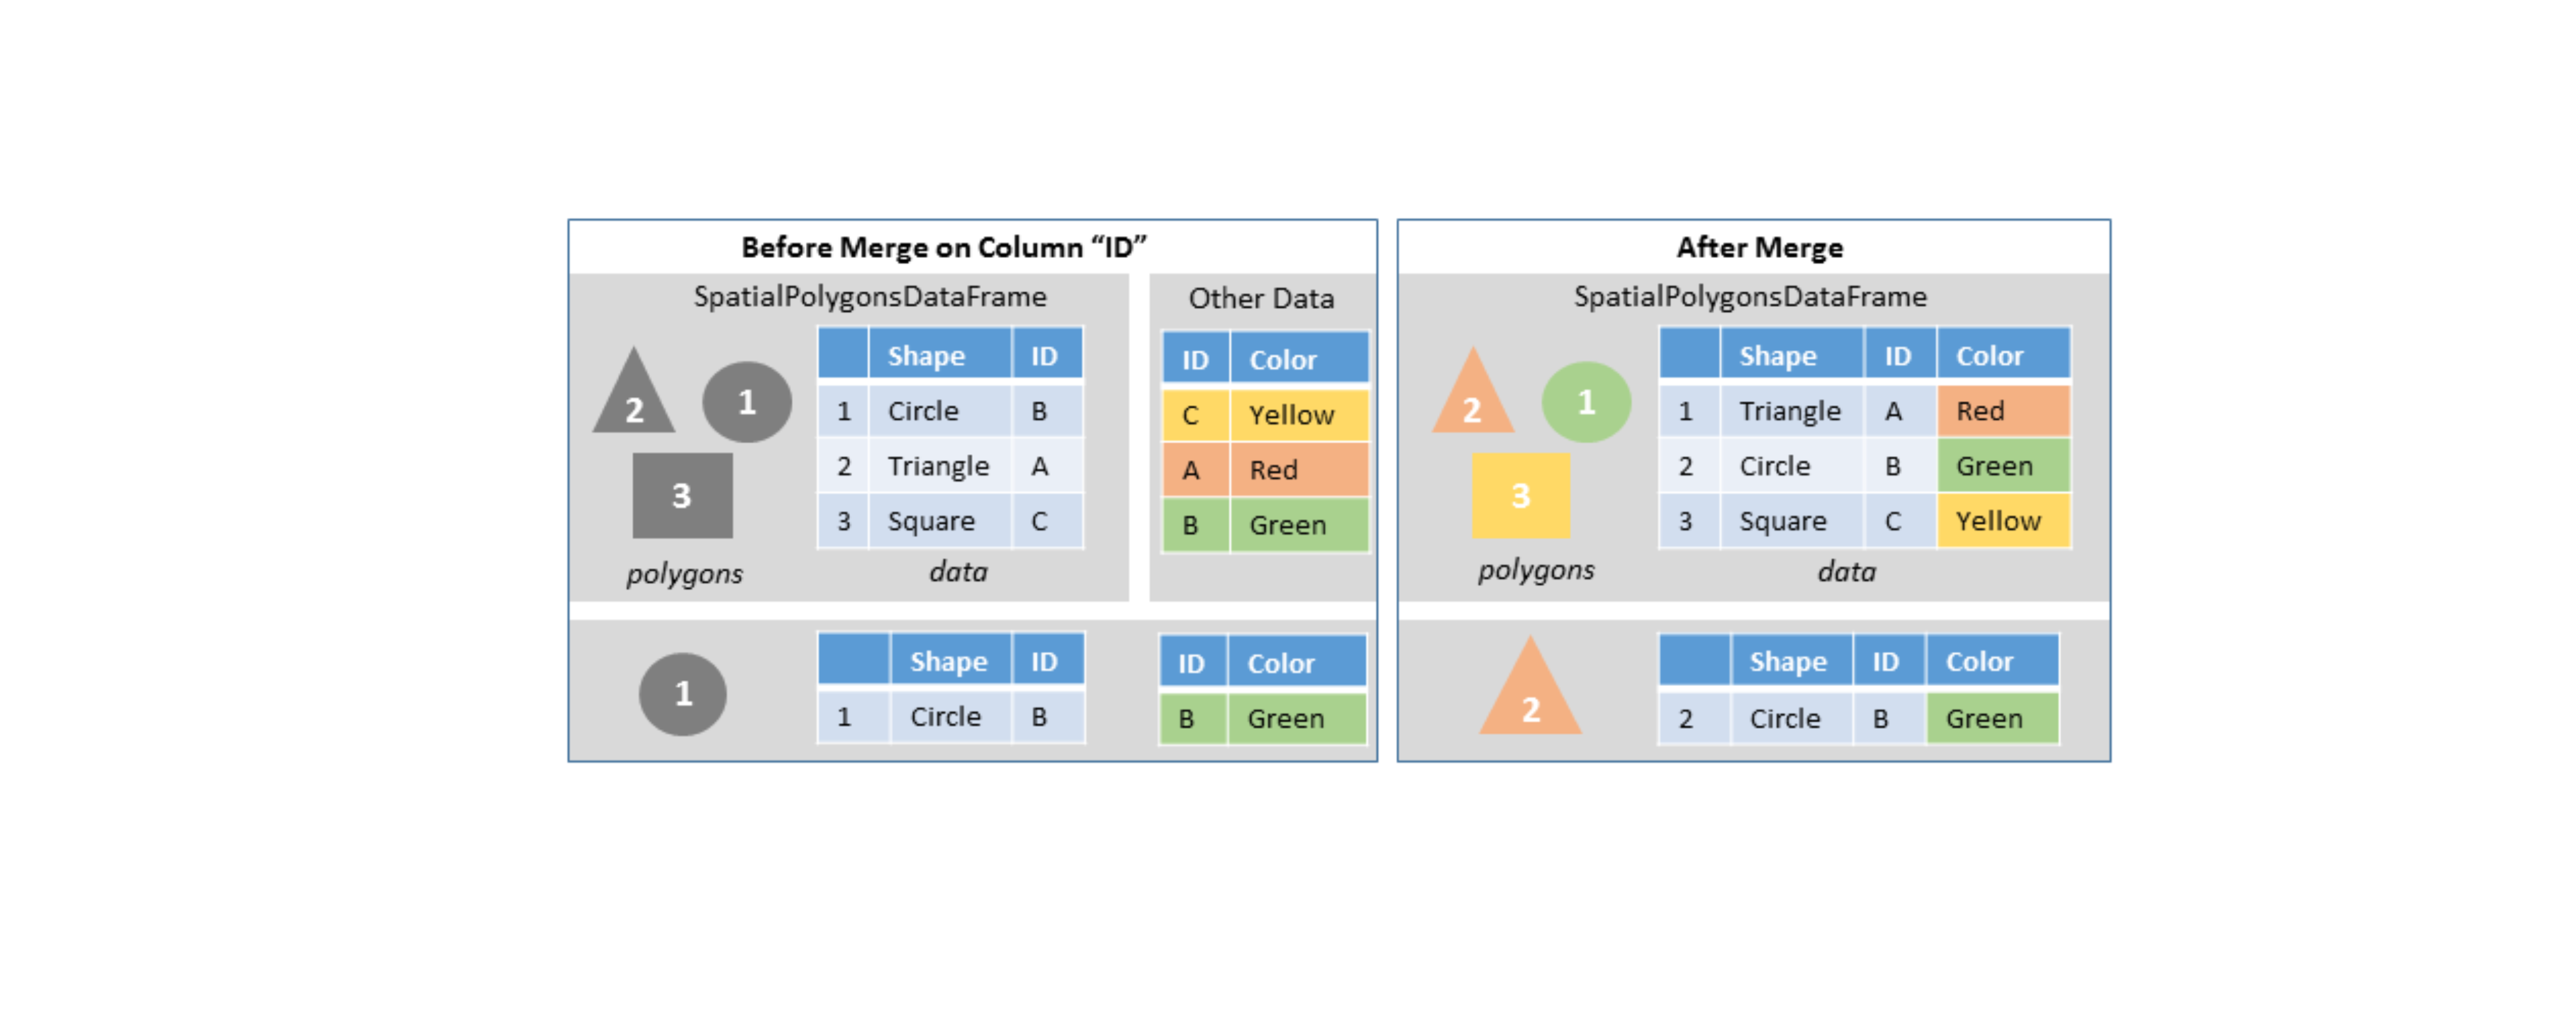 Before Merge on Column “ID”
SpatialPolygonsDataFrame
2
1
3
polygons
Shape ID
1 Circle B
2 Triangle A
3 Square C
data
Other Data
ID Color
C Yellow
A Red
B Green
1
Shape ID
1 Circle B
ID Color
B Green
After Merge
SpatialPolygonsDataFrame
2
1
3
polygons
Shape ID Color
1 Triangle A Red
2 Circle B Green
3 Square C Yellow
data
2
Shape ID Color
2 Circle B Green